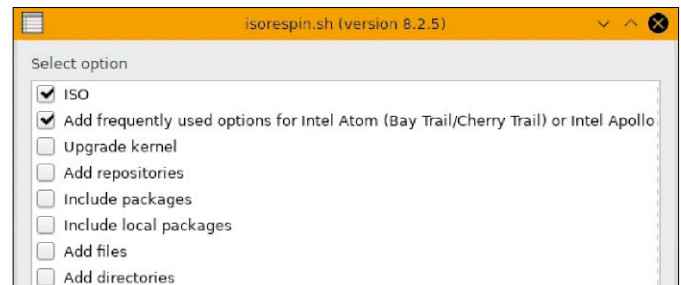 isorespin.sh (version 8.2.5)
Select option
ISO
Add frequently used options for Intel Atom (Bay Trail/Cherry Trail) or Intel Apollo
Upgrade kernel
Add repositories
Include packages
Include local packages
Add files
Add directories